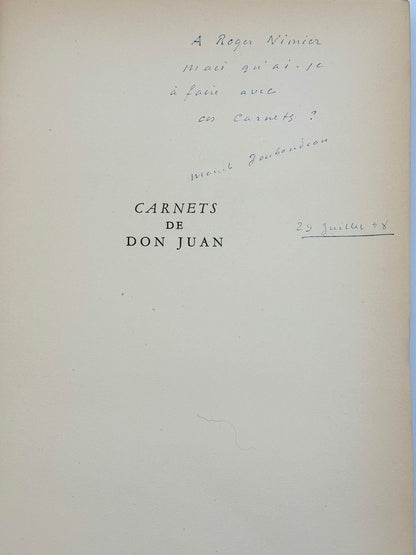 A Roger Nimier
mais qu'ai-je
à faire avec
ces Carnets ?
Marcel Jouhandeau
29 Juillet 48
CARNETS
DE
DON JUAN